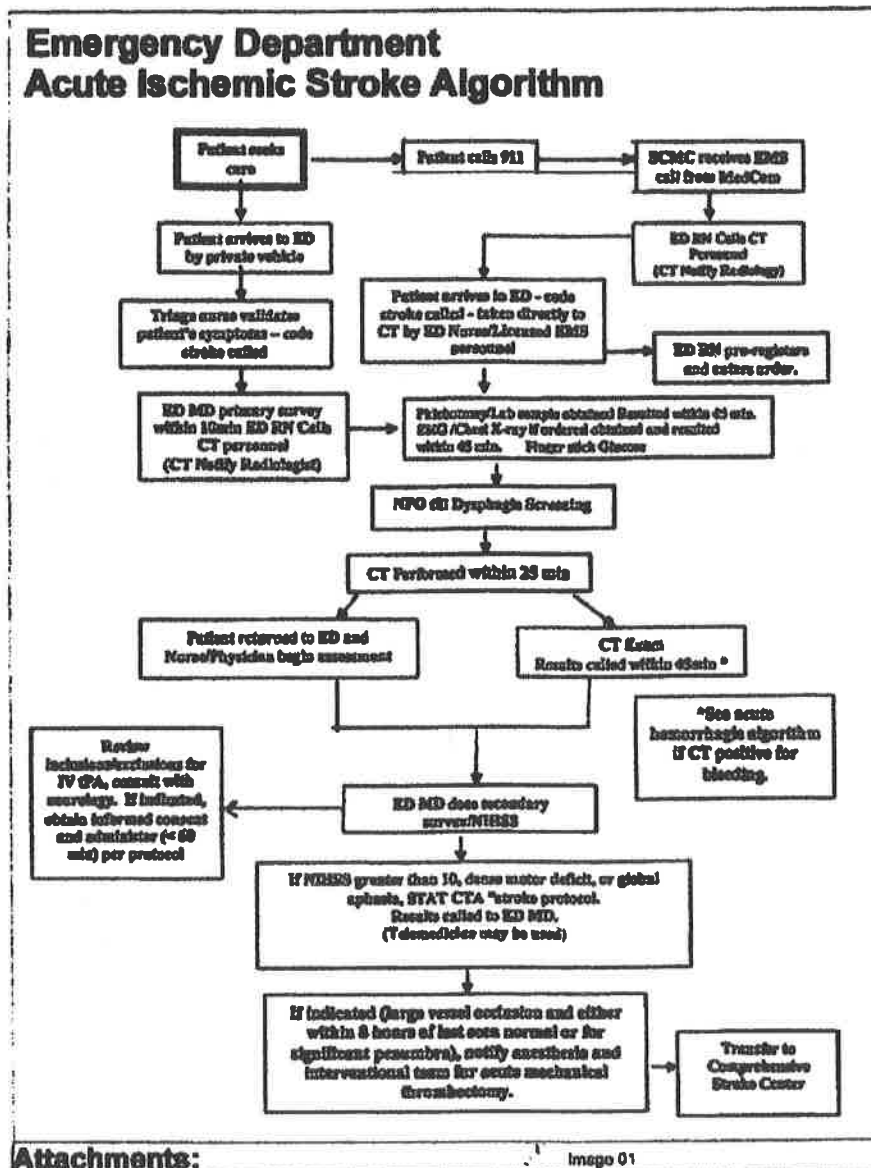 Emergency Department
Acute Ischemic Stroke Algorithm
Patient seeks
care
Patient calls 911
receives EMS
call from MedCom
Patient arrives to ED
by private vehicle
ED RN Calls CT
Personnel
(CT Notify Radiology)
Triage nurse validates
patient's symptoms – code
stroke called
Patient arrives to ED - code
stroke called - taken directly to
CT by ED Nurse/Licensed EMS
personnel
ED RN pre-registers
and enters order.
ED MD primary survey
within 10min ED RN Calls
CT personnel
(CT Notify Radiologist)
Phlebotomy/Lab sample obtained Resulted within 45 min.
EKG /Chest X-ray if ordered obtained and resulted
within 45 min. Finger stick Glucose
NPO till Dysphagia Screening
CT Performed within 25 min
Patient returned to ED and
Nurse/Physician begin assessment
CT
Results called within 45min *
*See acute
hemorrhagic algorithm
if CT positive for
bleeding.
Review
inclusion/exclusions for
IV tPA, consult with
neurology. If indicated,
obtain informed consent
and administer (< 60
min) per protocol
ED MD does secondary
survey/NIHSS
If NIHSS greater than 10, dense motor deficit, or global
aphasia, STAT CTA "stroke protocol.
Results called to ED MD.
(Telemedicine may be used)
If indicated (large vessel occlusion and either
within 8 hours of last seen normal or for
significant penumbra), notify anesthesia and
interventional team for acute mechanical
thrombectomy.
Transfer to
Comprehensive
Stroke Center
Attachments:
Image 01